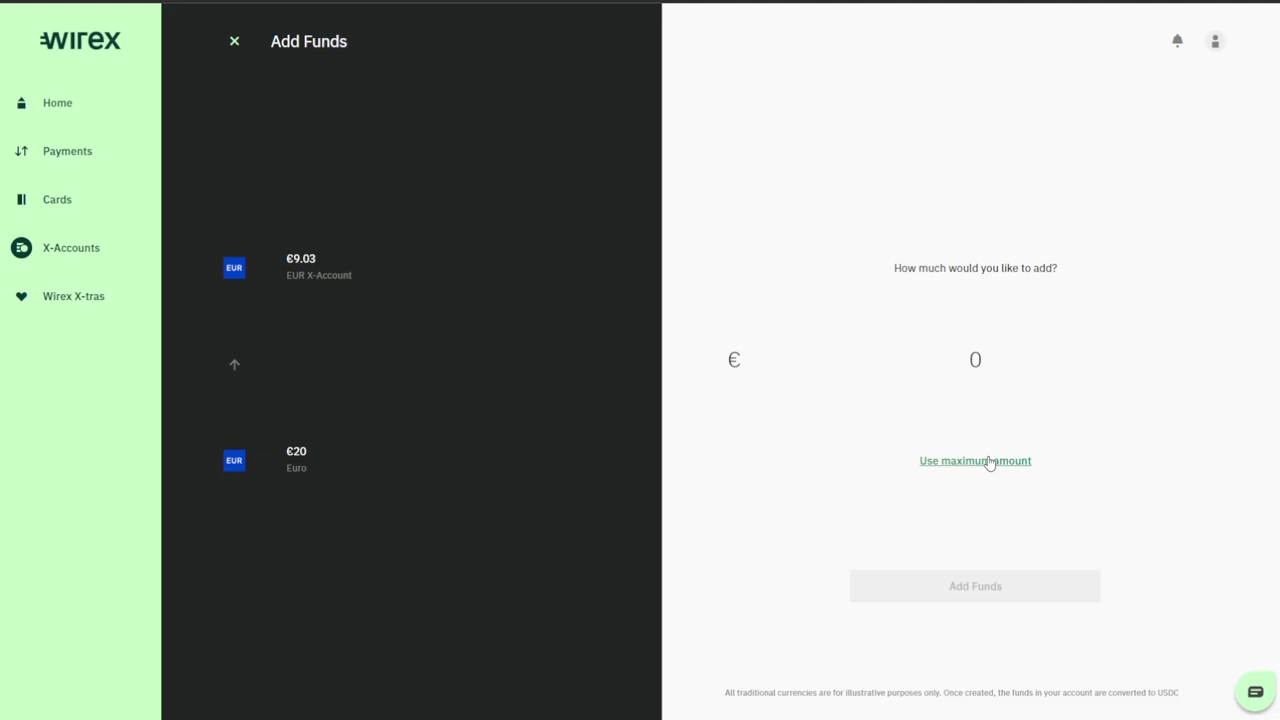 wirex
Add Funds
Home
Payments
Cards
X-Accounts
Wirex X-tras
EUR
€9.03
EUR X-Account
EUR
€20
Euro
How much would you like to add?
€ 0
Use maximum amount
Add Funds
All traditional currencies are for illustrative purposes only. Once created, the funds in your account are converted to USDC